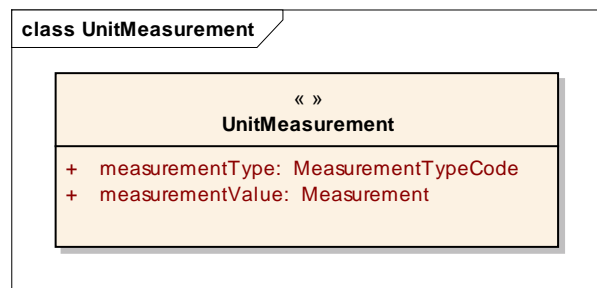 class UnitMeasurement
« »
UnitMeasurement
+ measurementType: MeasurementTypeCode
+ measurementValue: Measurement